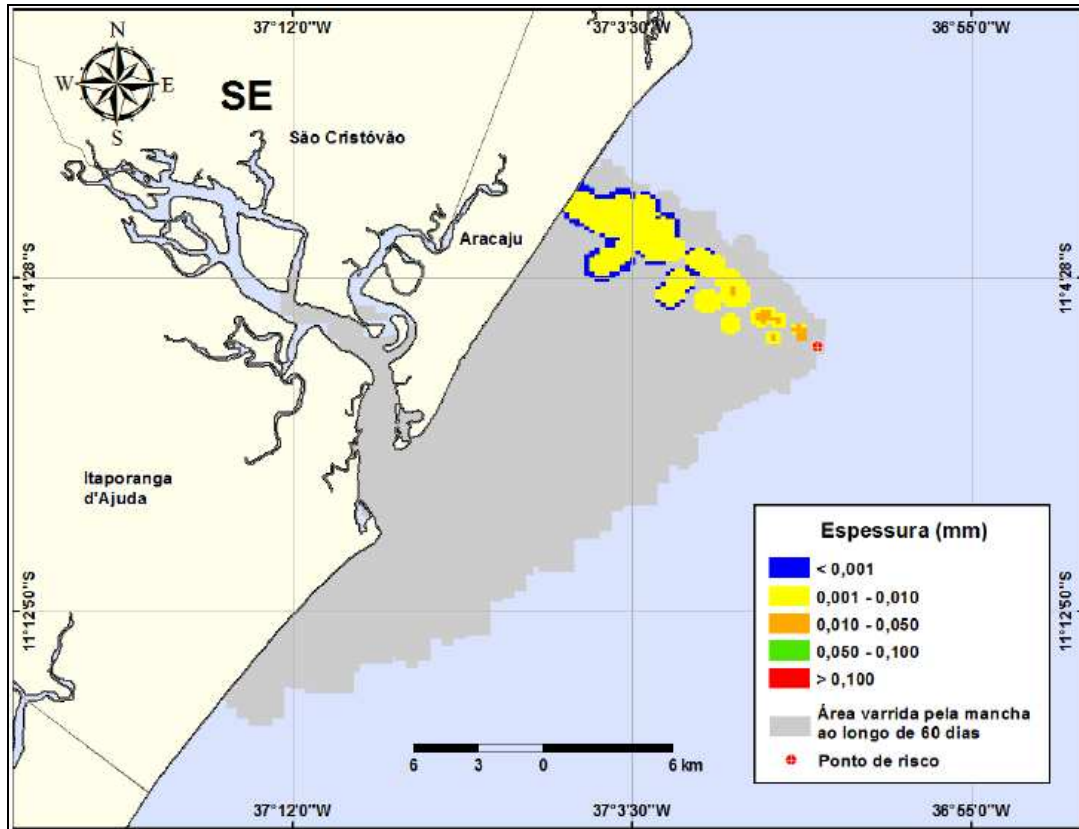 37°12'0"W 37°3'30"W 36°55'0"W
N
W E
S
SE
São Cristóvão
Aracaju
11°4'28"S 11°4'28"S
Itaporanga
d'Ajuda
11°12'50"S 11°12'50"S
Espessura (mm)
< 0,001
0,001 - 0,010
0,010 - 0,050
0,050 - 0,100
> 0,100
Área varrida pela mancha
ao longo de 60 dias
Ponto de risco
6 3 0 6 km
37°12'0"W 37°3'30"W 36°55'0"W